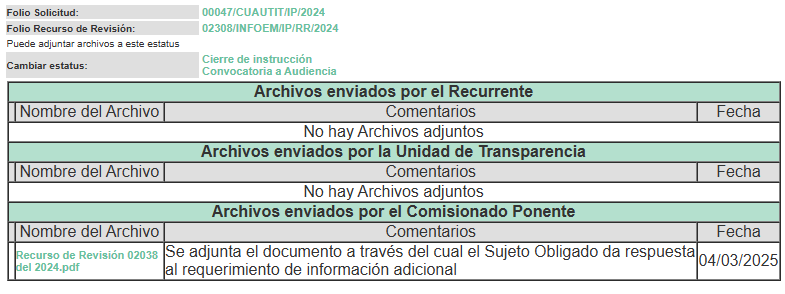 Folio Solicitud: 00047/CUAUTIT/IP/2024
Folio Recurso de Revisión: 02308/INFOEM/IP/RR/2024
Puede adjuntar archivos a este estatus
Cambiar estatus: Cierre de instrucción
Convocatoria a Audiencia
Archivos enviados por el Recurrente
Nombre del Archivo Comentarios Fecha
No hay Archivos adjuntos
Archivos enviados por la Unidad de Transparencia
Nombre del Archivo Comentarios Fecha
No hay Archivos adjuntos
Archivos enviados por el Comisionado Ponente
Nombre del Archivo Comentarios Fecha
Recurso de Revisión 02038
del 2024.pdf
Se adjunta el documento a través del cual el Sujeto Obligado da respuesta
al requerimiento de información adicional
04/03/2025